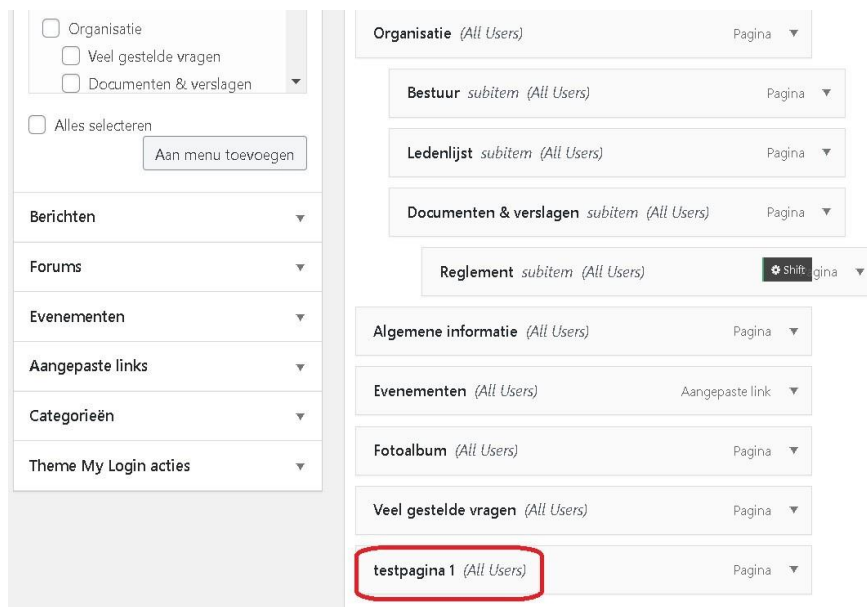 Organisatie
Veel gestelde vragen
Documenten & verslagen
Alles selecteren
Aan menu toevoegen
Berichten
Forums
Evenementen
Aangepaste links
Categorieën
Theme My Login acties
Organisatie (All Users) Pagina
Bestuur subitem (All Users) Pagina
Ledenlijst subitem (All Users) Pagina
Documenten & verslagen subitem (All Users) Pagina
Reglement subitem (All Users) Shift gina
Algemene informatie (All Users) Pagina
Evenementen (All Users) Aangepaste link
Fotoalbum (All Users) Pagina
Veel gestelde vragen (All Users) Pagina
testpagina 1 (All Users) Pagina